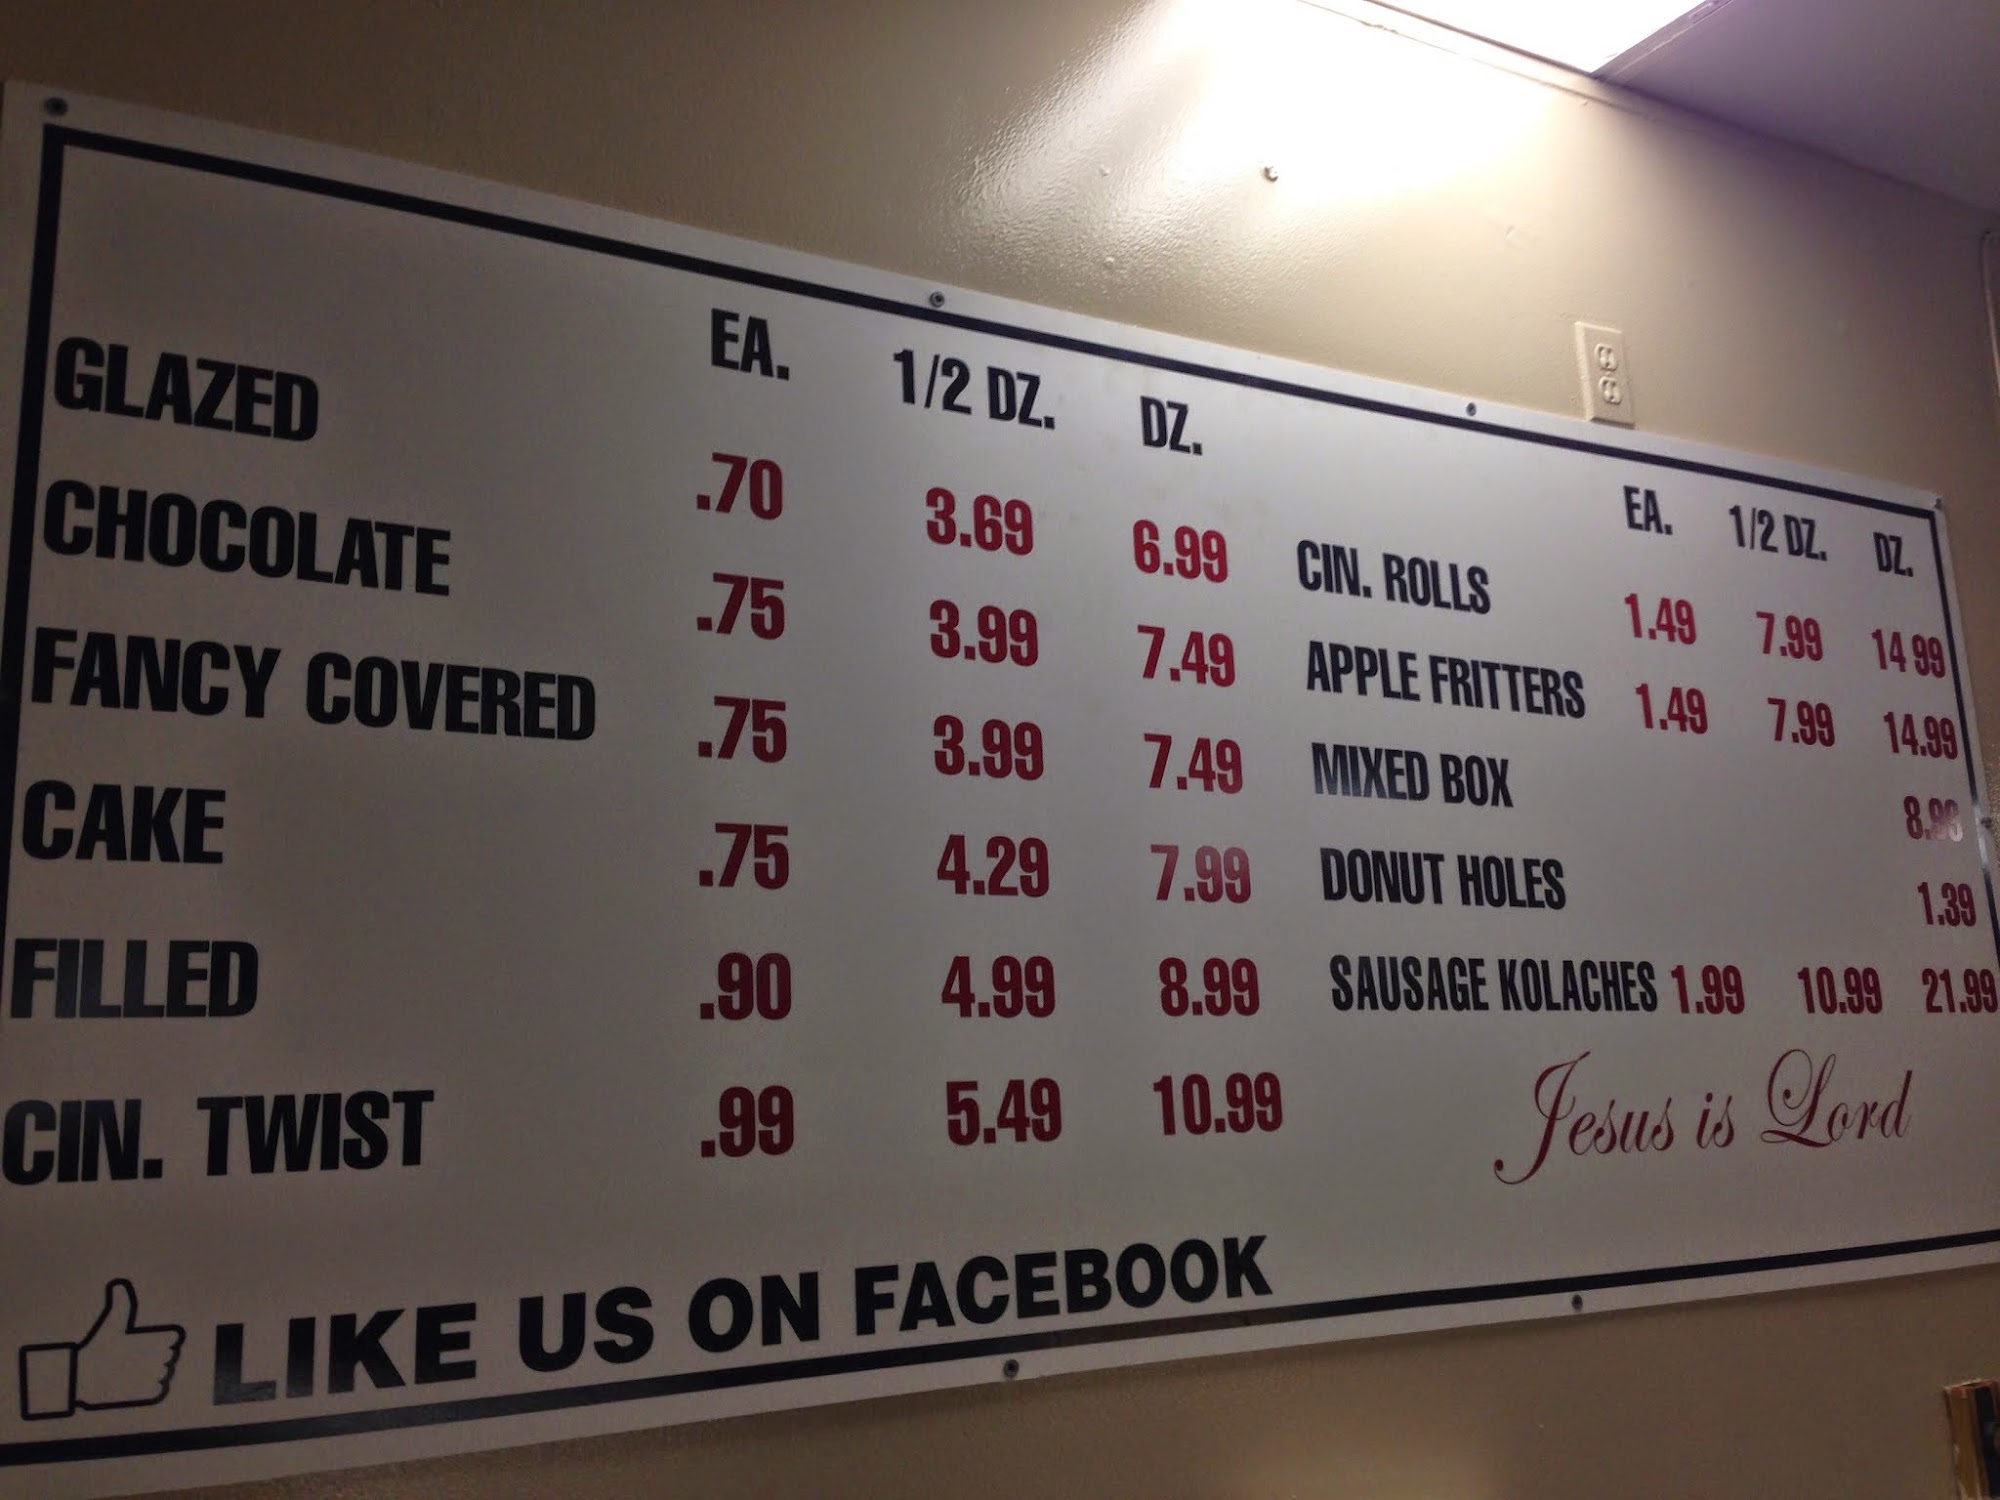 EA. 1/2 DZ. DZ.
GLAZED .70 3.69 6.99
CHOCOLATE .75 3.99 7.49
FANCY COVERED .75 3.99 7.49
CAKE .75 4.29 7.99
FILLED .90 4.99 8.99
CIN. TWIST .99 5.49 10.99
EA. 1/2 DZ. DZ.
CIN. ROLLS 1.49 7.99 14 99
APPLE FRITTERS 1.49 7.99 14.99
MIXED BOX 8.99
DONUT HOLES 1.39
SAUSAGE KOLACHES 1.99 10.99 21.99
Jesus is Lord
LIKE US ON FACEBOOK